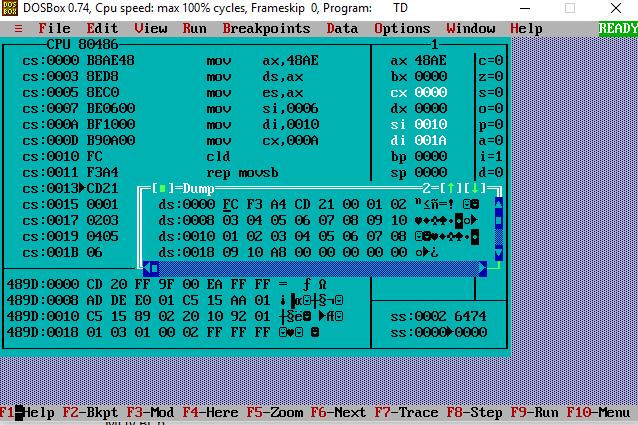 DOSBox 0.74, Cpu speed: max 100% cycles, Frameskip 0, Program: TD
≡ File Edit View Run Breakpoints Data Options Window Help READY
CPU 80486 1
cs:0000 B8AE48 mov ax,48AE ax 48AE c=0
cs:0003 8ED8 mov ds,ax bx 0000 z=0
cs:0005 8EC0 mov es,ax cx 0000 s=0
cs:0007 BE0600 mov si,0006 dx 0000 o=0
cs:000A BF1000 mov di,0010 si 0010 p=0
cs:000D B90A00 mov cx,000A di 001A a=0
cs:0010 FC cld bp 0000 i=1
cs:0011 F3A4 rep movsb sp 0000 d=0
cs:0013►CD21
cs:0015 0001
cs:0017 0203
cs:0019 0405
cs:001B 06
[■]=Dump 2=[↑][↓]
ds:0000 FC F3 A4 CD 21 00 01 02 ⁿ≤ñ=! ☺☻
ds:0008 03 04 05 06 07 08 09 10 ♥♦♣♠•◘○►
ds:0010 01 02 03 04 05 06 07 08 ☺☻♥♦♣♠•◘
ds:0018 09 10 A8 00 00 00 00 00 ○►¿
489D:0000 CD 20 FF 9F 00 EA FF FF = ƒ Ω
489D:0008 AD DE E0 01 C5 15 AA 01 ¡▐α☺┼§¬☺
489D:0010 C5 15 89 02 20 10 92 01 ┼§ë☻ ►Æ☺
489D:0018 01 03 01 00 02 FF FF FF ☺♥☺ ☻
ss:0002 6474
ss:0000►0000
F1-Help F2-Bkpt F3-Mod F4-Here F5-Zoom F6-Next F7-Trace F8-Step F9-Run F10-Menu